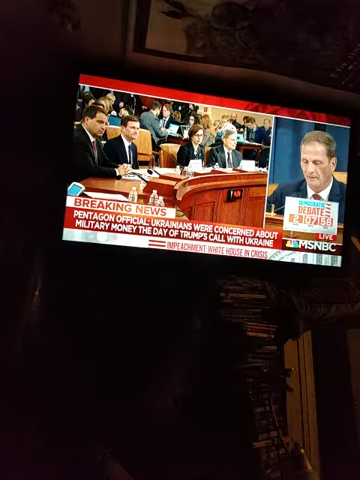 DEMOCRATIC
DEBATE
BREAKING NEWS
PENTAGON OFFICIAL: UKRAINIANS WERE CONCERNED ABOUT
MILITARY MONEY THE DAY OF TRUMP'S CALL WITH UKRAINE
LIVE
MSNBC
IMPEACHMENT: WHITE HOUSE IN CRISIS